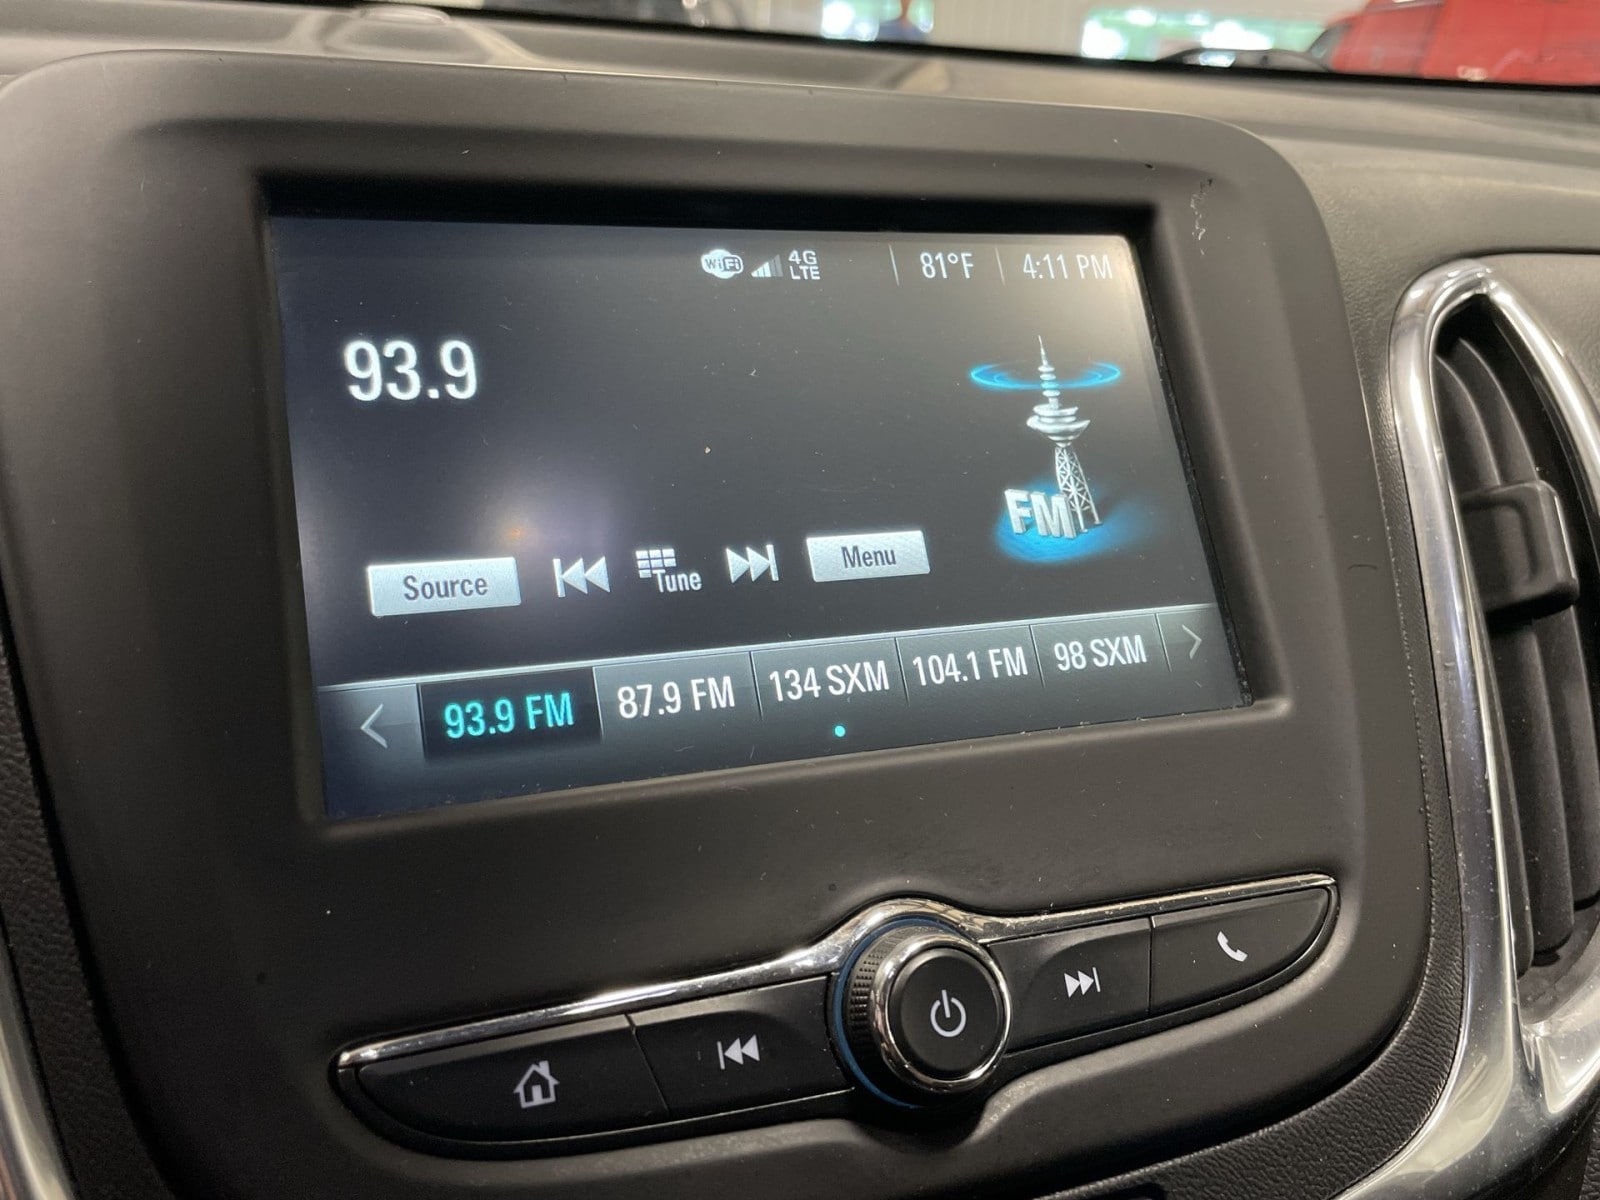 WiFi 4G LTE 81°F 4:11 PM
93.9
FM
Source Tune Menu
93.9 FM 87.9 FM 134 SXM 104.1 FM 98 SXM